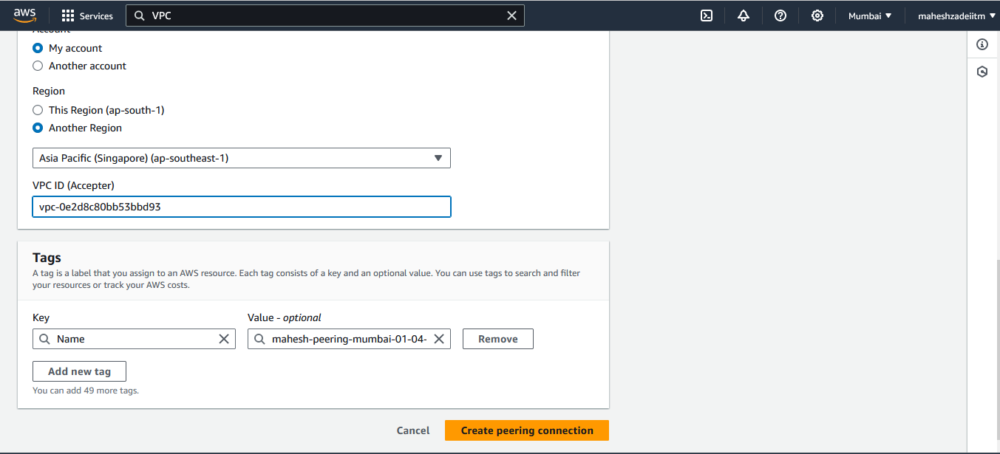 aws
Services
VPC
Mumbai
maheshzadeiitm
Account
My account
Another account
Region
This Region (ap-south-1)
Another Region
Asia Pacific (Singapore) (ap-southeast-1)
VPC ID (Accepter)
vpc-0e2d8c80bb53bbd93
Tags
A tag is a label that you assign to an AWS resource. Each tag consists of a key and an optional value. You can use tags to search and filter
your resources or track your AWS costs.
Key
Value - optional
Name
mahesh-peering-mumbai-01-04-
Remove
Add new tag
You can add 49 more tags.
Cancel
Create peering connection